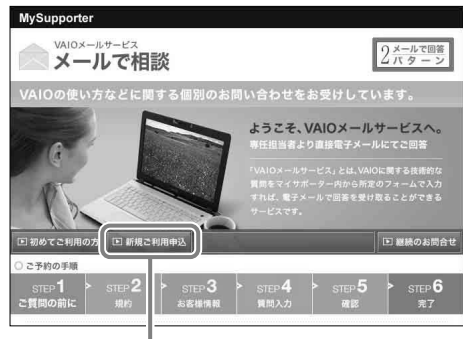 MySupporter
VAIOメールサービス
メールで相談
2 メールで回答
パターン
VAIOの使い方などに関する個別のお問い合わせをお受けしています。
ようこそ、VAIOメールサービスへ。
専任担当者より直接電子メールにてご回答
「VAIOメールサービス」とは、VAIOに関する技術的な
質問をマイサポーター内から所定のフォームで入力
すれば、電子メールで回答を受け取ることができる
サービスです。
初めてご利用の方
新規ご利用申込
継続のお問合せ
ご予約の手順
STEP1 STEP2 STEP3 STEP4 STEP5 STEP6
ご質問の前に 規約 お客様情報 質問入力 確認 完了